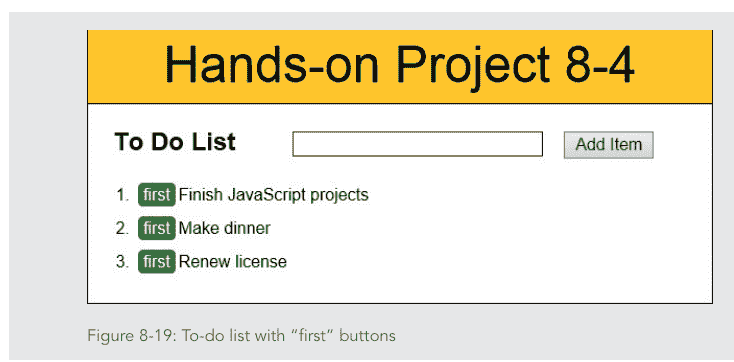 Hands-on Project 8-4
To Do List Add Item
1. first Finish JavaScript projects
2. first Make dinner
3. first Renew license
Figure 8-19: To-do list with “first” buttons